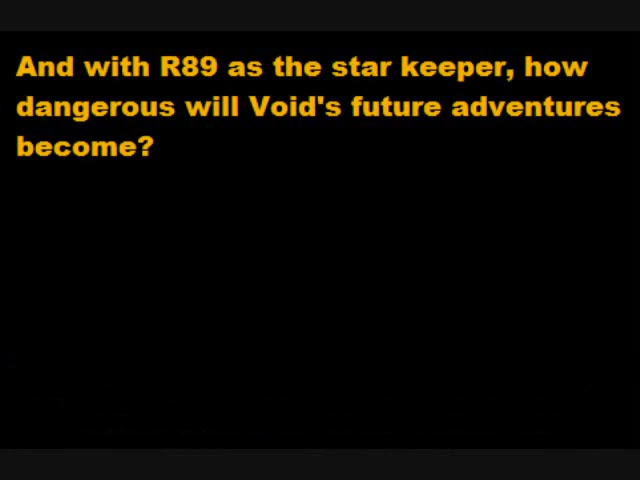 And with R89 as the star keeper, how
dangerous will Void's future adventures
become?